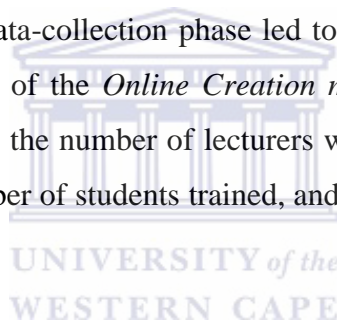 ata-collection phase led to
of the Online Creation
the number of lecturers w
ber of students trained, and
UNIVERSITY of the
WESTERN CAPE